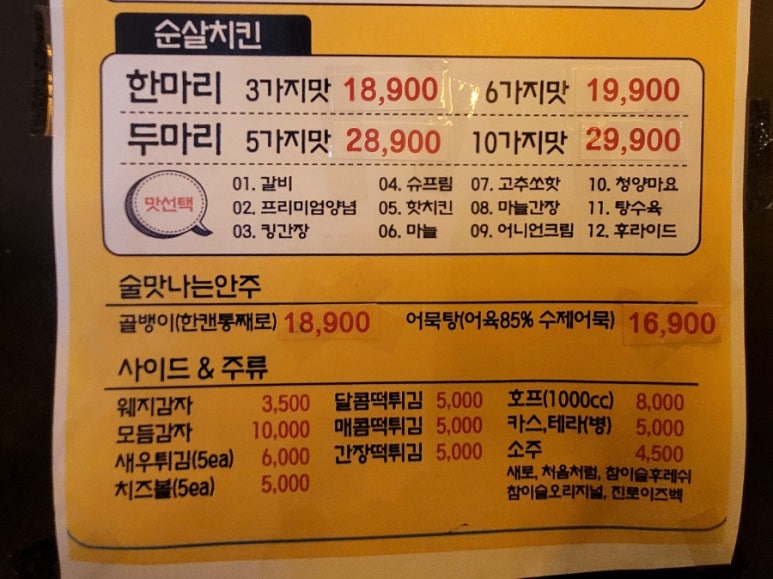 순살치킨
한마리 3가지맛 18,900 6가지맛 19,900
두마리 5가지맛 28,900 10가지맛 29,900
맛선택
01. 갈비 04. 슈프림 07. 고추쏘핫 10. 청양마요
02. 프리미엄양념 05. 핫치킨 08. 마늘간장 11. 탕수육
03. 킹간장 06. 마늘 09. 어니언크림 12. 후라이드
술맛나는안주
골뱅이(한캔통째로) 18,900 어묵탕(어육85% 수제어묵) 16,900
사이드 & 주류
웨지감자 3,500 달콤떡튀김 5,000 호프(1000cc) 8,000
모듬감자 10,000 매콤떡튀김 5,000 카스,테라(병) 5,000
새우튀김(5ea) 6,000 간장떡튀김 5,000 소주 4,500
치즈볼(5ea) 5,000 새로, 처음처럼, 참이슬후레쉬
참이슬오리지널, 진로이즈백